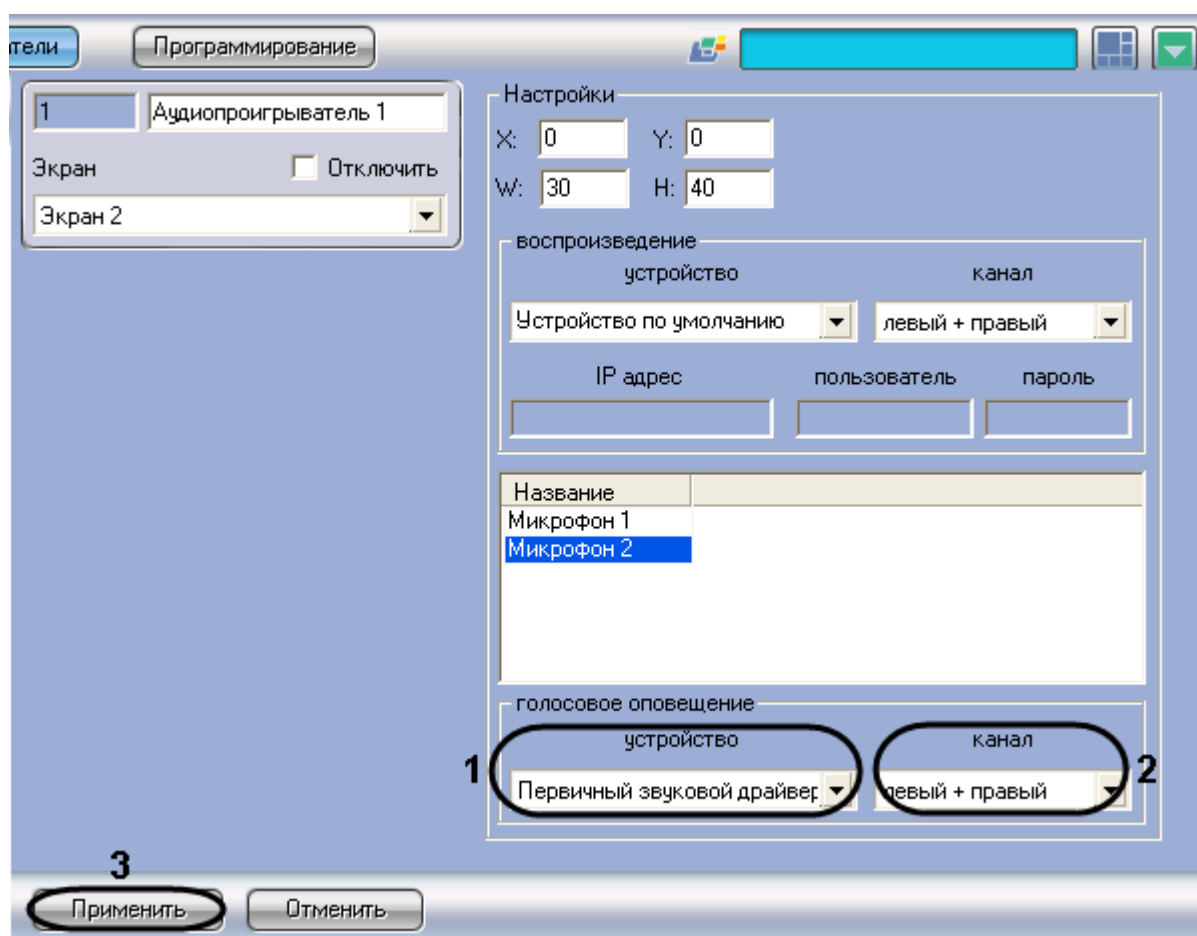 тели Программирование
1 Аудиопроигрыватель 1
Экран Отключить
Экран 2
Настройки
X: 0 Y: 0
W: 30 H: 40
воспроизведение
устройство канал
Устройство по умолчанию левый + правый
IP адрес пользователь пароль
Название
Микрофон 1
Микрофон 2
голосовое оповещение
устройство канал
1 Первичный звуковой драйвер левый + правый 2
3
Применить Отменить